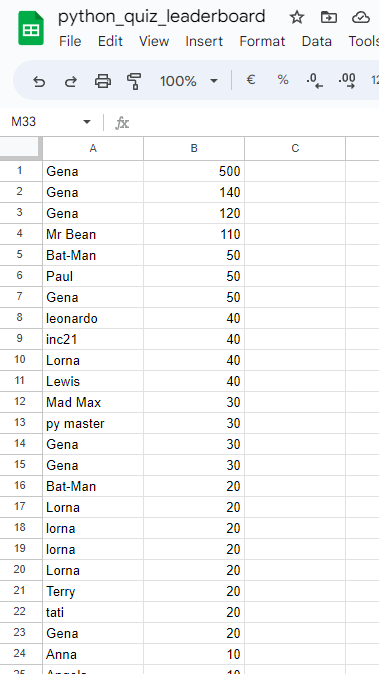 python_quiz_leaderboard
File Edit View Insert Format Data Tools
100% € % .0 .00 12
M33 fx
A B C
1 Gena 500
2 Gena 140
3 Gena 120
4 Mr Bean 110
5 Bat-Man 50
6 Paul 50
7 Gena 50
8 leonardo 40
9 inc21 40
10 Lorna 40
11 Lewis 40
12 Mad Max 30
13 py master 30
14 Gena 30
15 Gena 30
16 Bat-Man 20
17 Lorna 20
18 lorna 20
19 lorna 20
20 Lorna 20
21 Terry 20
22 tati 20
23 Gena 20
24 Anna 10
25 10